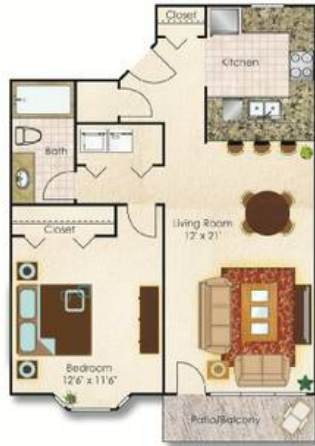 Closet
Kitchen
Bath
Closet
Living Room
12' x 21'
Bedroom
12'6" x 11'6"
Patio/Balcony